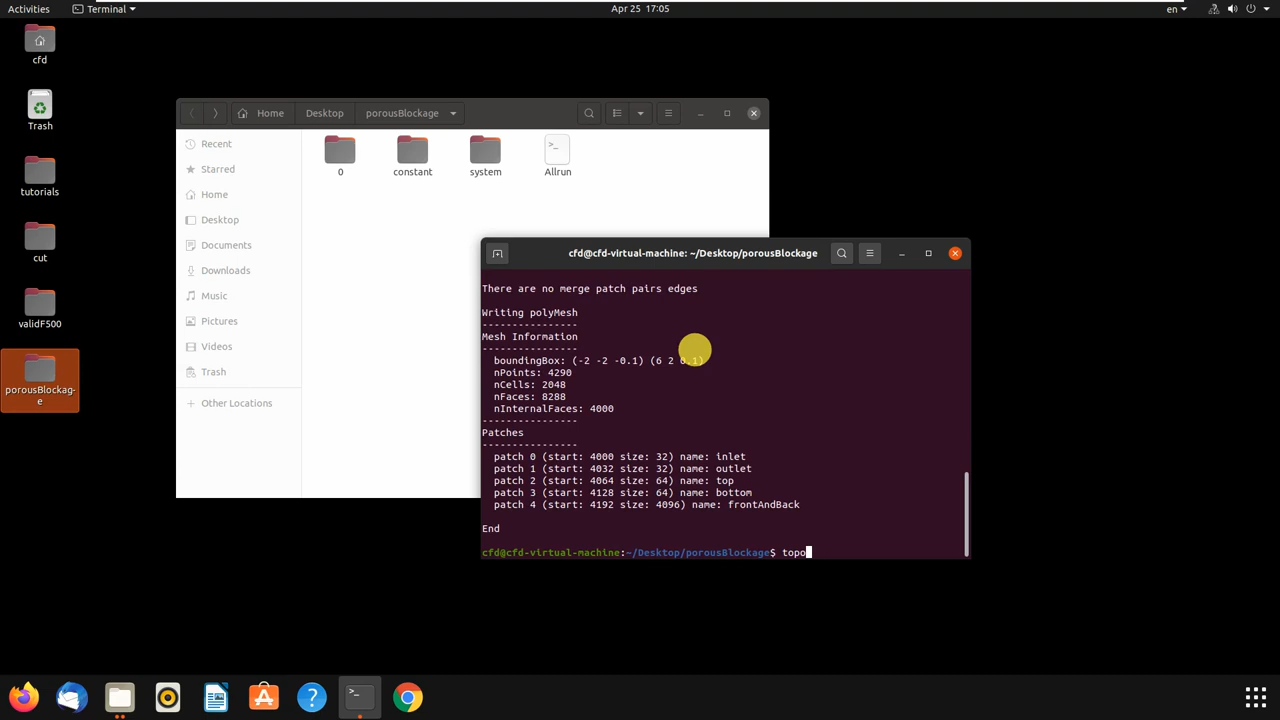 Activities
Terminal
Apr 25 17:05
en
cfd
Trash
tutorials
cut
validF500
porousBlockag-
e
Home
Desktop
porousBlockage
Recent
Starred
Home
Desktop
Documents
Downloads
Music
Pictures
Videos
Trash
Other Locations
0
constant
system
Allrun
cfd@cfd-virtual-machine: ~/Desktop/porousBlockage
There are no merge patch pairs edges
Writing polyMesh
----------------
Mesh Information
----------------
boundingBox: (-2 -2 -0.1) (6 2 0.1)
nPoints: 4290
nCells: 2048
nFaces: 8288
nInternalFaces: 4000
----------------
Patches
----------------
patch 0 (start: 4000 size: 32) name: inlet
patch 1 (start: 4032 size: 32) name: outlet
patch 2 (start: 4064 size: 64) name: top
patch 3 (start: 4128 size: 64) name: bottom
patch 4 (start: 4192 size: 4096) name: frontAndBack
End
cfd@cfd-virtual-machine:~/Desktop/porousBlockage$ topo